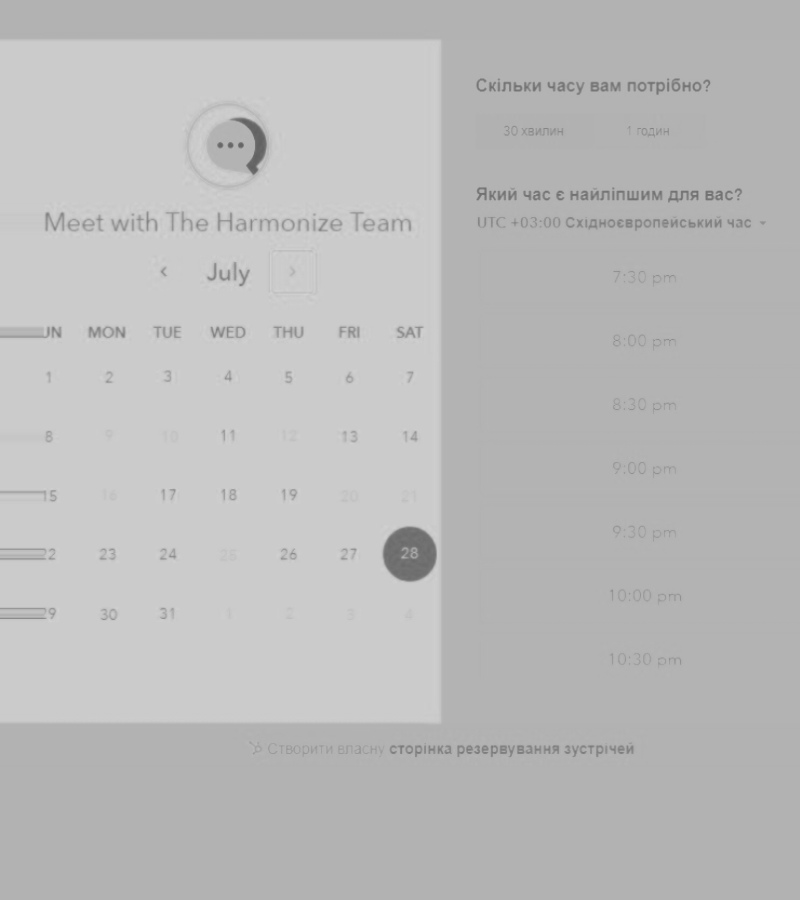 Meet with The Harmonize Team
July
UN MON TUE WED THU FRI SAT
1 2 3 4 5 6 7
8 9 10 11 12 13 14
15 16 17 18 19 20 21
22 23 24 25 26 27 28
29 30 31 1 2 3 4
Скільки часу вам потрібно?
30 хвилин 1 годин
Який час є найліпшим для вас?
UTC +03:00 Східноєвропейський час
7:30 pm
8:00 pm
8:30 pm
9:00 pm
9:30 pm
10:00 pm
10:30 pm
Створити власну сторінка резервування зустрічей